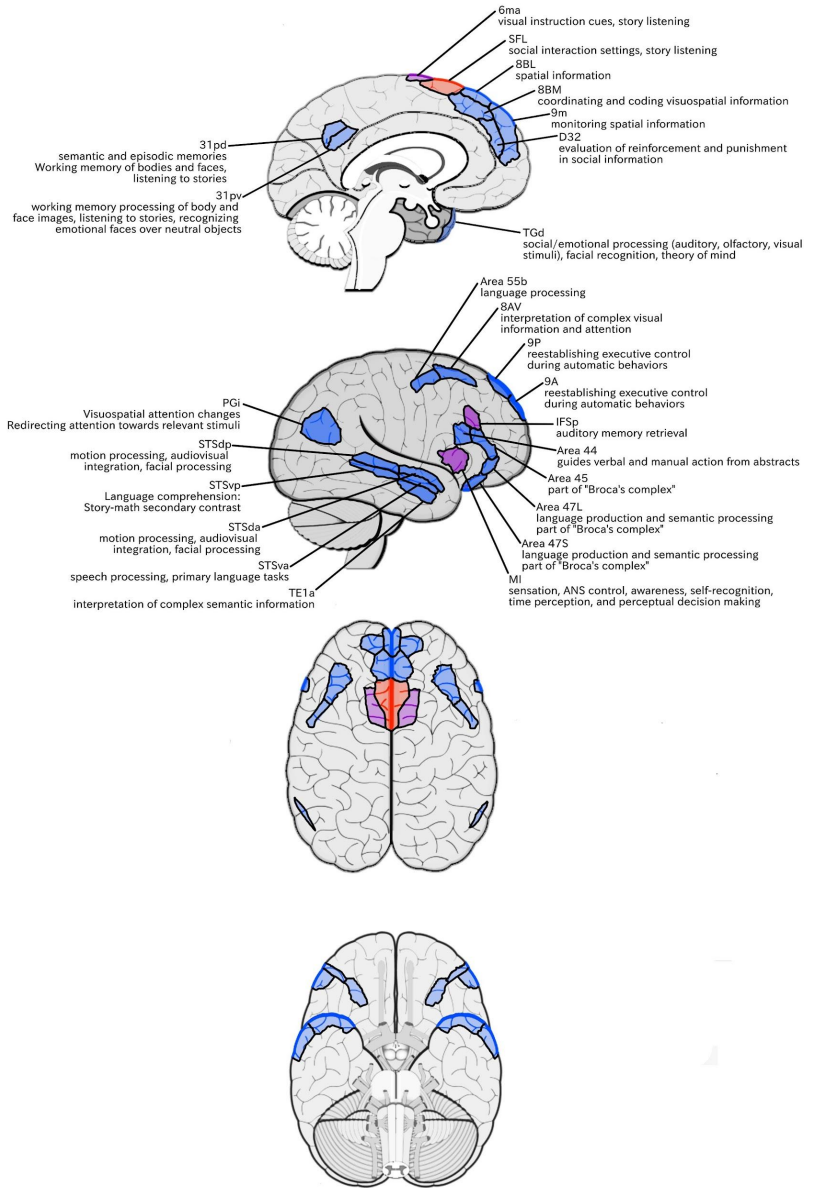 6ma
visual instruction cues, story listening
SFL
social interaction settings, story listening
8BL
spatial information
8BM
coordinating and coding visuospatial information
9m
monitoring spatial information
D32
evaluation of reinforcement and punishment
in social information
31pd
semantic and episodic memories
Working memory of bodies and faces,
listening to stories
31pv
working memory processing of body and
face images, listening to stories, recognizing
emotional faces over neutral objects
TGd
social/emotional processing (auditory, olfactory, visual
stimuli), facial recognition, theory of mind
Area 55b
language processing
8AV
interpretation of complex visual
information and attention
9P
reestablishing executive control
during automatic behaviors
9A
reestablishing executive control
during automatic behaviors
PGi
Visuospatial attention changes
Redirecting attention towards relevant stimuli
IFSp
auditory memory retrieval
STSdp
motion processing, audiovisual
integration, facial processing
Area 44
guides verbal and manual action from abstracts
STSvp
Language comprehension:
Story-math secondary contrast
Area 45
part of "Broca's complex"
Area 47L
language production and semantic processing
part of "Broca's complex"
STSda
motion processing, audiovisual
integration, facial processing
Area 47S
language production and semantic processing
part of "Broca's complex"
STSva
speech processing, primary language tasks
MI
sensation, ANS control, awareness, self-recognition,
time perception, and perceptual decision making
TE1a
interpretation of complex semantic information